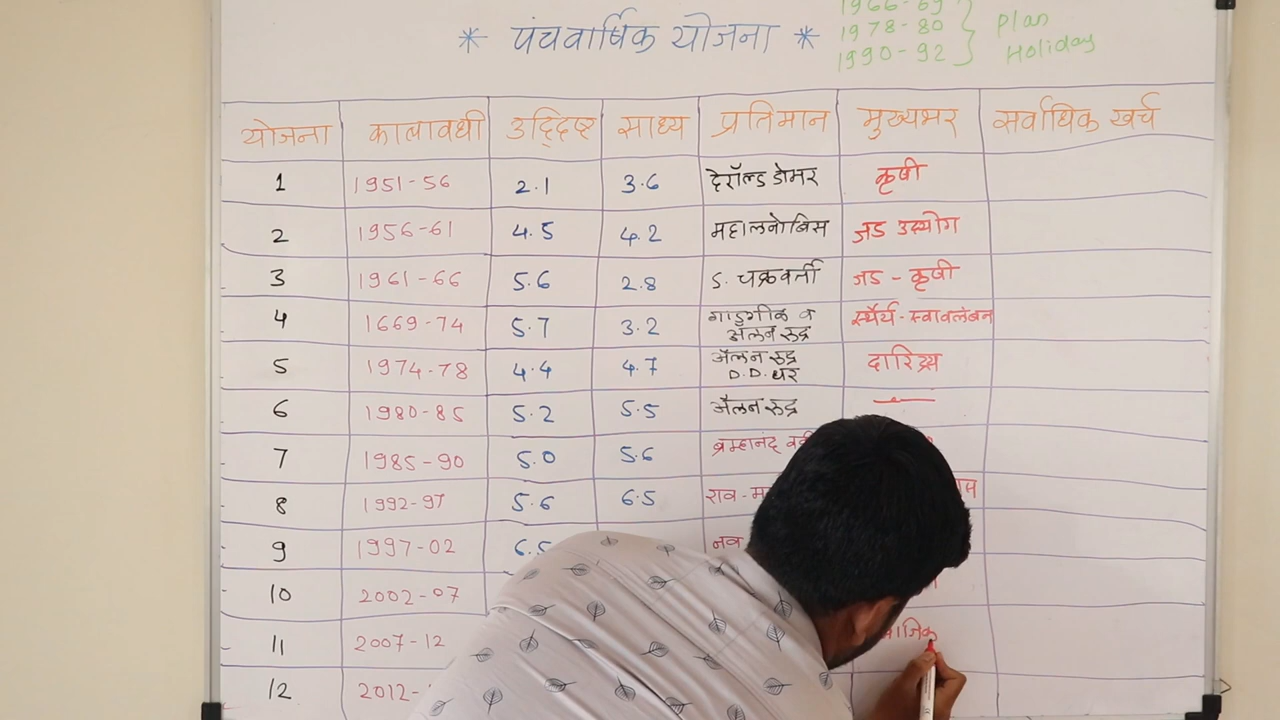 1966-69
* पंचवार्षिक योजना * 1978-80 Plan
1990-92 Holiday
योजना कालावधी उद्दिष्ट साध्य प्रतिमान मुख्यभर सर्वाधिक खर्च
1 1951-56 2.1 3.6 हेरॉल्ड डोमर कृषी
2 1956-61 4.5 4.2 महालनोबिस जड उद्योग
3 1961-66 5.6 2.8 S. चक्रवर्ती जड - कृषी
4 1669-74 5.7 3.2 गाडगीळ व ॲलन रुद्र स्थैर्य-स्वावलंबन
5 1974-78 4.4 4.7 ॲलन रुद्र D.D. धर दारिद्र्य
6 1980-85 5.2 5.5 ॲलन रुद्र
7 1985-90 5.0 5.6 ब्रम्हानंद
8 1992-97 5.6 6.5 राव-
9 1997-02 6.5 नव
10 2002-07
11 2007-12
12 2012-